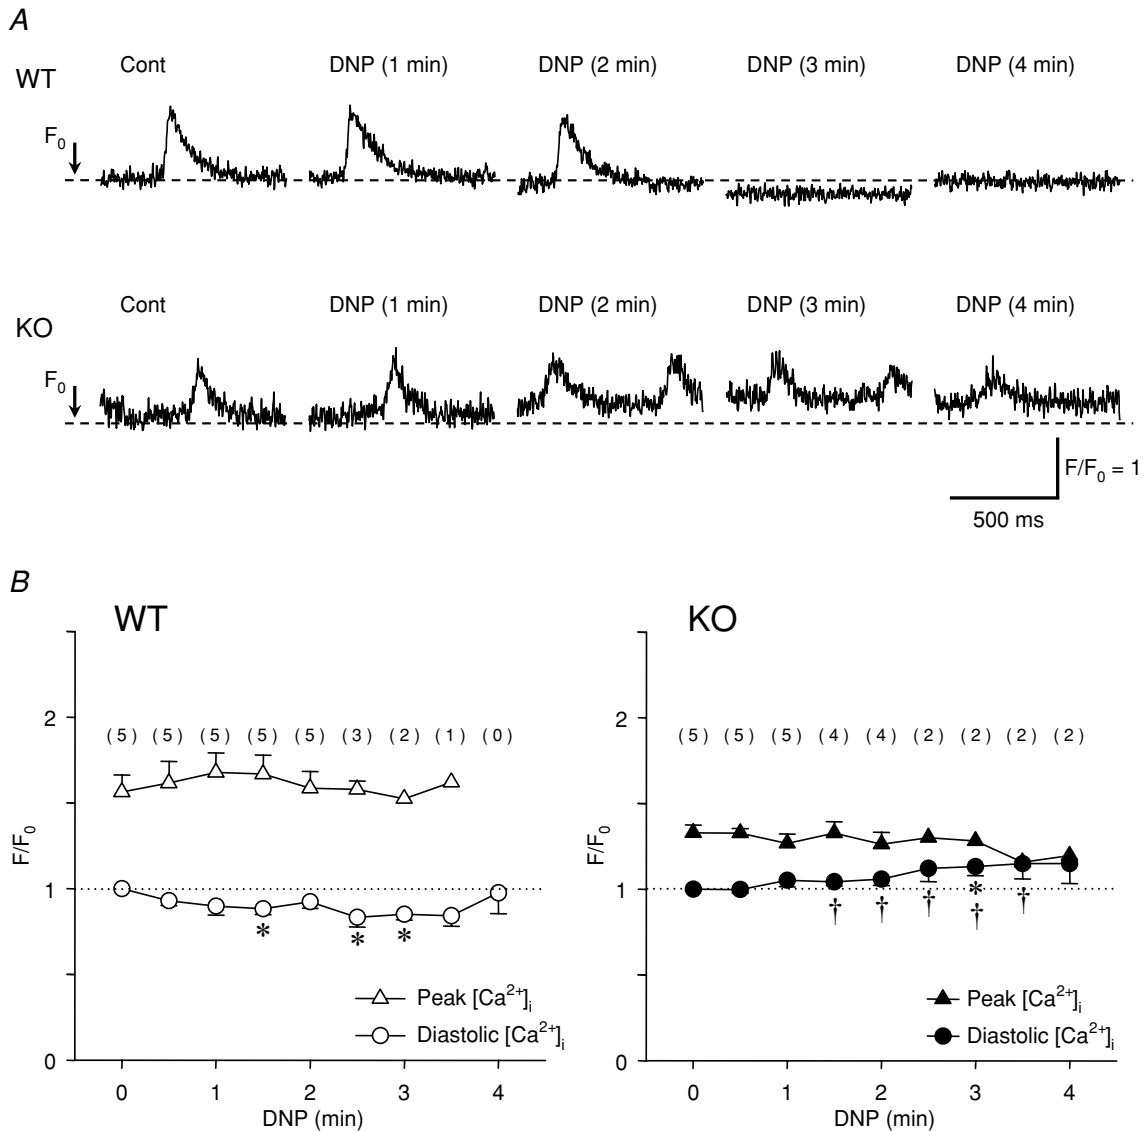 A
Cont DNP (1 min) DNP (2 min) DNP (3 min) DNP (4 min)
WT
F0
Cont DNP (1 min) DNP (2 min) DNP (3 min) DNP (4 min)
KO
F0
F/F0 = 1
500 ms
B
WT KO
2 2
(5) (5) (5) (5) (5) (3) (2) (1) (0) (5) (5) (5) (4) (4) (2) (2) (2) (2)
F/F0 F/F0
1 1
* * * † † † * † †
Peak [Ca2+]i Peak [Ca2+]i
Diastolic [Ca2+]i Diastolic [Ca2+]i
0 0
0 1 2 3 4 0 1 2 3 4
DNP (min) DNP (min)